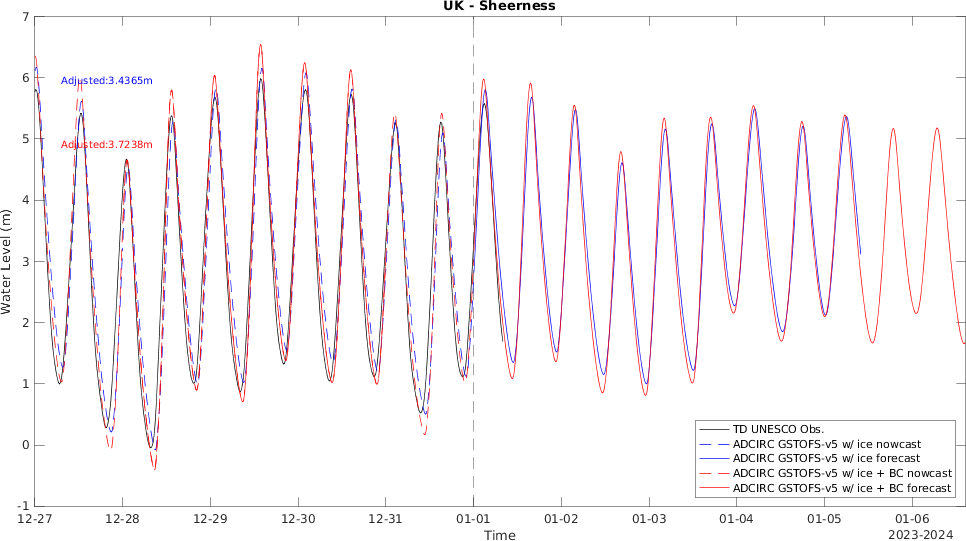 UK - Sheerness
7
6
5
4
3
2
1
0
-1
Water Level (m)
Adjusted:3.4365m
Adjusted:3.7238m
TD UNESCO Obs.
ADCIRC GSTOFS-v5 w/ ice nowcast
ADCIRC GSTOFS-v5 w/ ice forecast
ADCIRC GSTOFS-v5 w/ ice + BC nowcast
ADCIRC GSTOFS-v5 w/ ice + BC forecast
12-27 12-28 12-29 12-30 12-31 01-01 01-02 01-03 01-04 01-05 01-06
Time
2023-2024